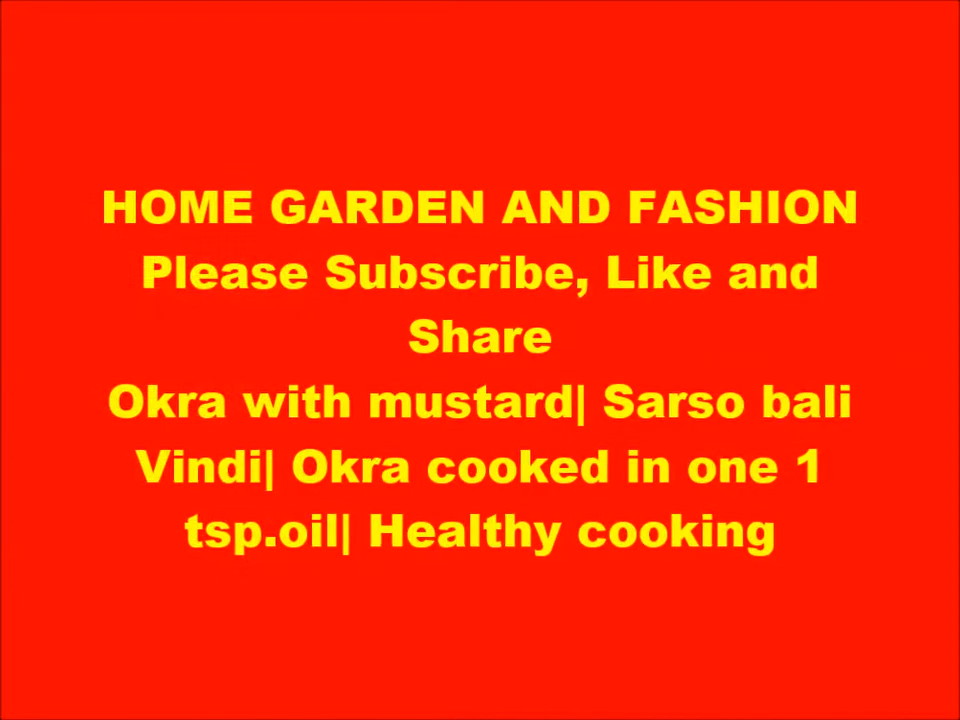 HOME GARDEN AND FASHION
Please Subscribe, Like and
Share
Okra with mustard| Sarso bali
Vindi| Okra cooked in one 1
tsp.oil| Healthy cooking